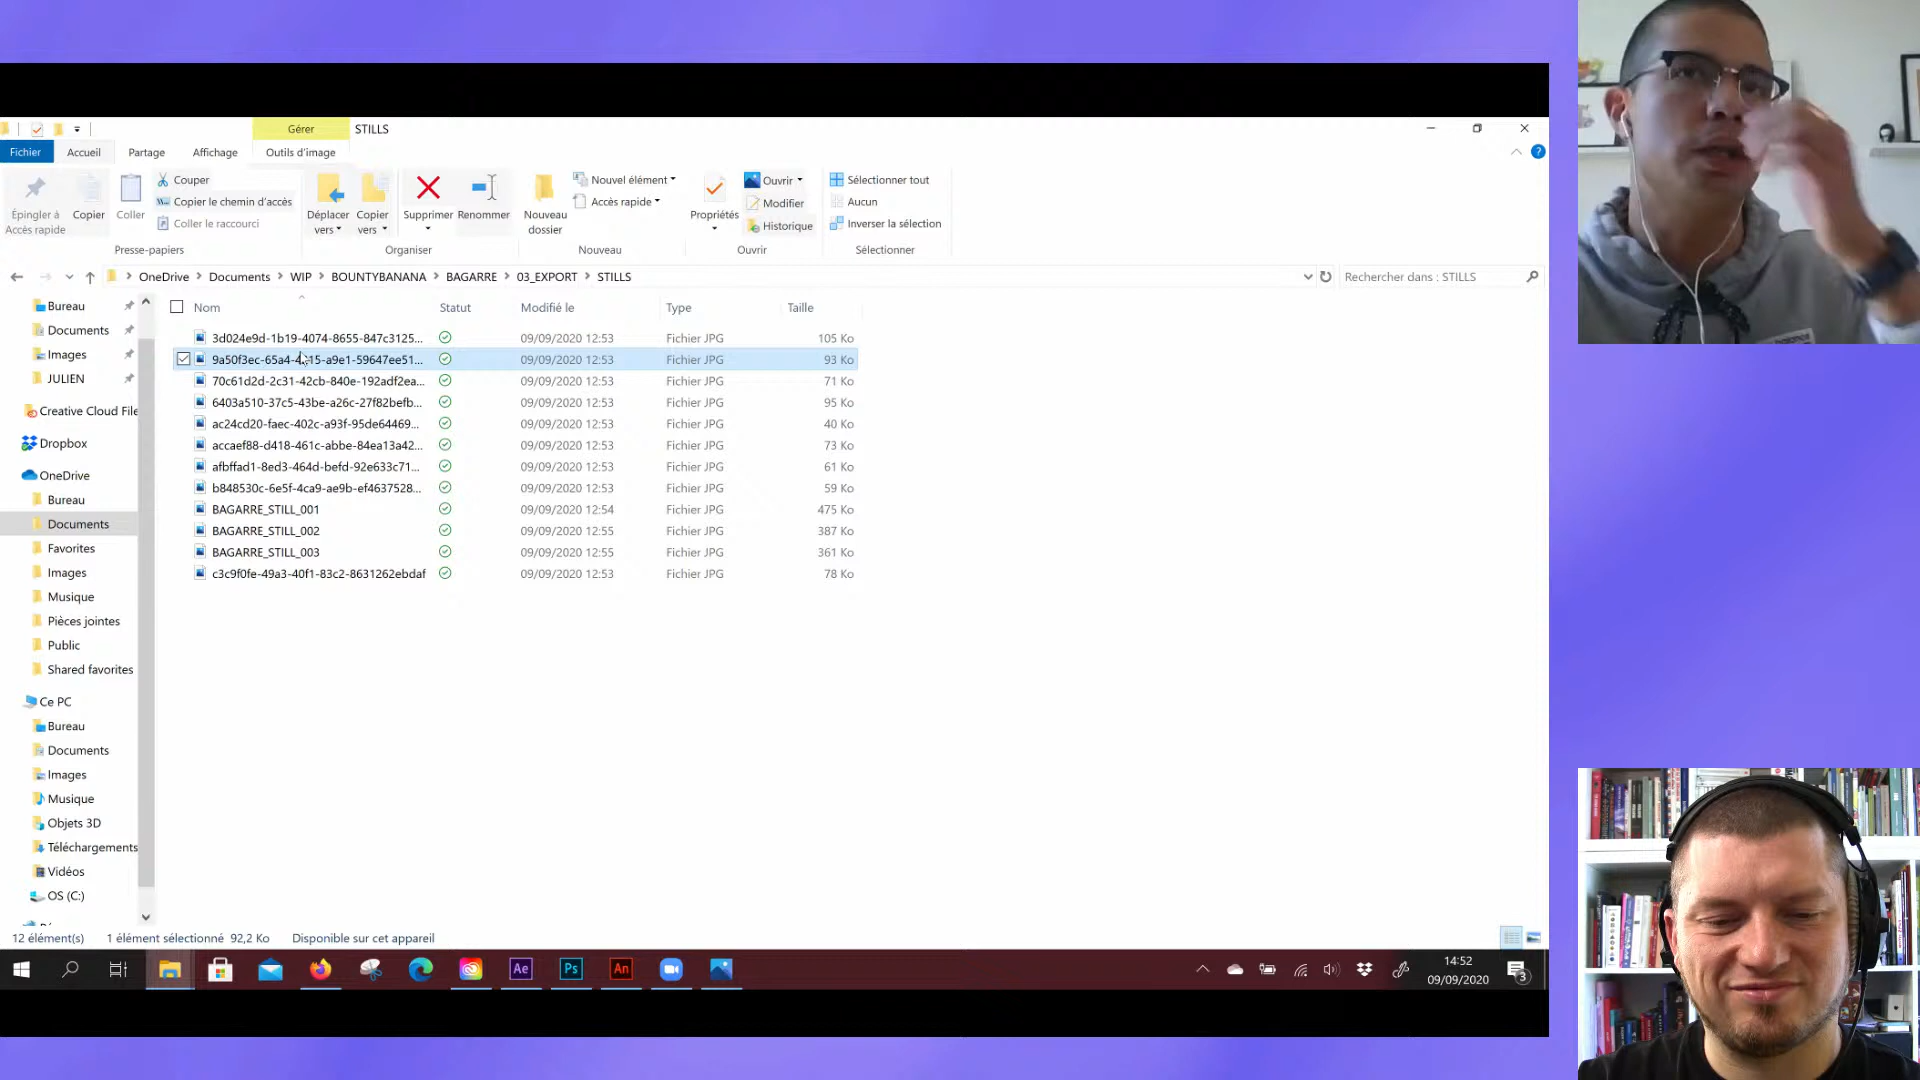 Gérer STILLS
Fichier Accueil Partage Affichage Outils d'image
Épingler à Accès rapide
Copier
Coller
Couper
Copier le chemin d'accès
Coller le raccourci
Presse-papiers
Déplacer vers
Copier vers
Supprimer
Renommer
Organiser
Nouveau dossier
Nouvel élément
Accès rapide
Nouveau
Propriétés
Ouvrir
Modifier
Historique
Ouvrir
Sélectionner tout
Aucun
Inverser la sélection
Sélectionner
OneDrive > Documents > WIP > BOUNTYBANANA > BAGARRE > 03_EXPORT > STILLS
Rechercher dans : STILLS
Bureau
Documents
Images
JULIEN
Creative Cloud File
Dropbox
OneDrive
Bureau
Documents
Favorites
Images
Musique
Pièces jointes
Public
Shared favorites
Ce PC
Bureau
Documents
Images
Musique
Objets 3D
Téléchargements
Vidéos
OS (C:)
Nom Statut Modifié le Type Taille
3d024e9d-1b19-4074-8655-847c3125... 09/09/2020 12:53 Fichier JPG 105 Ko
09/09/2020 12:53 Fichier JPG 93 Ko
70c61d2d-2c31-42cb-840e-192adf2ea... 09/09/2020 12:53 Fichier JPG 71 Ko
6403a510-37c5-43be-a26c-27f82befb... 09/09/2020 12:53 Fichier JPG 95 Ko
ac24cd20-faec-402c-a93f-95de64469... 09/09/2020 12:53 Fichier JPG 40 Ko
accaef88-d418-461c-abbe-84ea13a42... 09/09/2020 12:53 Fichier JPG 73 Ko
afbffad1-8ed3-464d-befd-92e633c71... 09/09/2020 12:53 Fichier JPG 61 Ko
b848530c-6e5f-4ca9-ae9b-ef4637528... 09/09/2020 12:53 Fichier JPG 59 Ko
BAGARRE_STILL_001 09/09/2020 12:54 Fichier JPG 475 Ko
BAGARRE_STILL_002 09/09/2020 12:55 Fichier JPG 387 Ko
BAGARRE_STILL_003 09/09/2020 12:55 Fichier JPG 361 Ko
c3c9f0fe-49a3-40f1-83c2-8631262ebdaf 09/09/2020 12:53 Fichier JPG 78 Ko
12 élément(s) 1 élément sélectionné 92,2 Ko Disponible sur cet appareil
Ae Ps An
14:52
09/09/2020
3